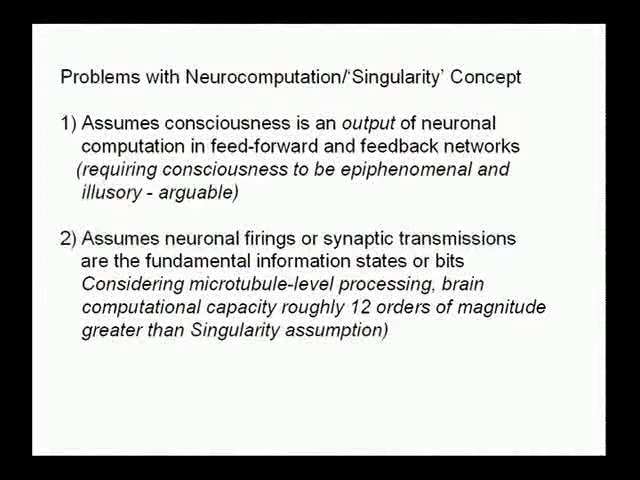 Problems with Neurocomputation/‘Singularity’ Concept
1) Assumes consciousness is an output of neuronal
computation in feed-forward and feedback networks
(requiring consciousness to be epiphenomenal and
illusory - arguable)
2) Assumes neuronal firings or synaptic transmissions
are the fundamental information states or bits
Considering microtubule-level processing, brain
computational capacity roughly 12 orders of magnitude
greater than Singularity assumption)